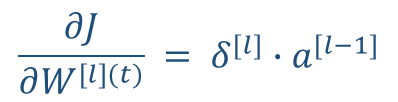 ∂J / ∂W^[l](t) = δ^[l] · a^[l−1]